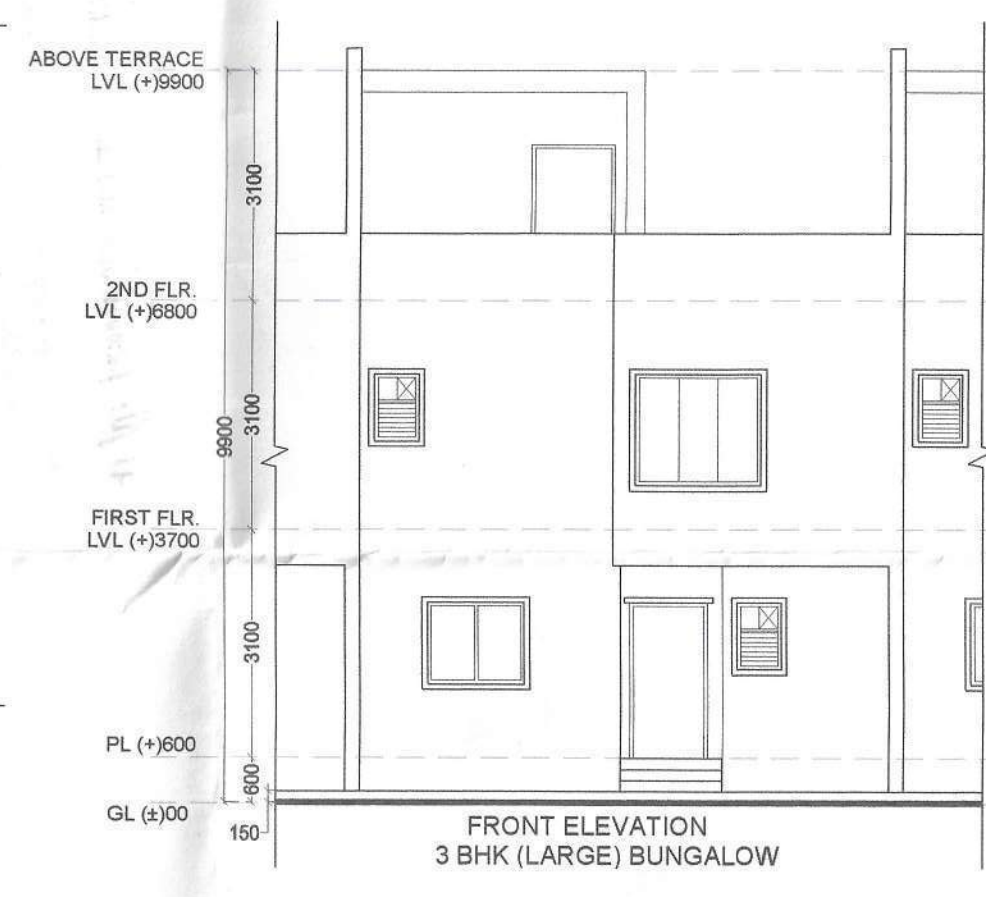 ABOVE TERRACE
LVL (+)9900
3100
2ND FLR.
LVL (+)6800
3100
9900
FIRST FLR.
LVL (+)3700
3100
PL (+)600
600
GL (±)00
150
FRONT ELEVATION
3 BHK (LARGE) BUNGALOW